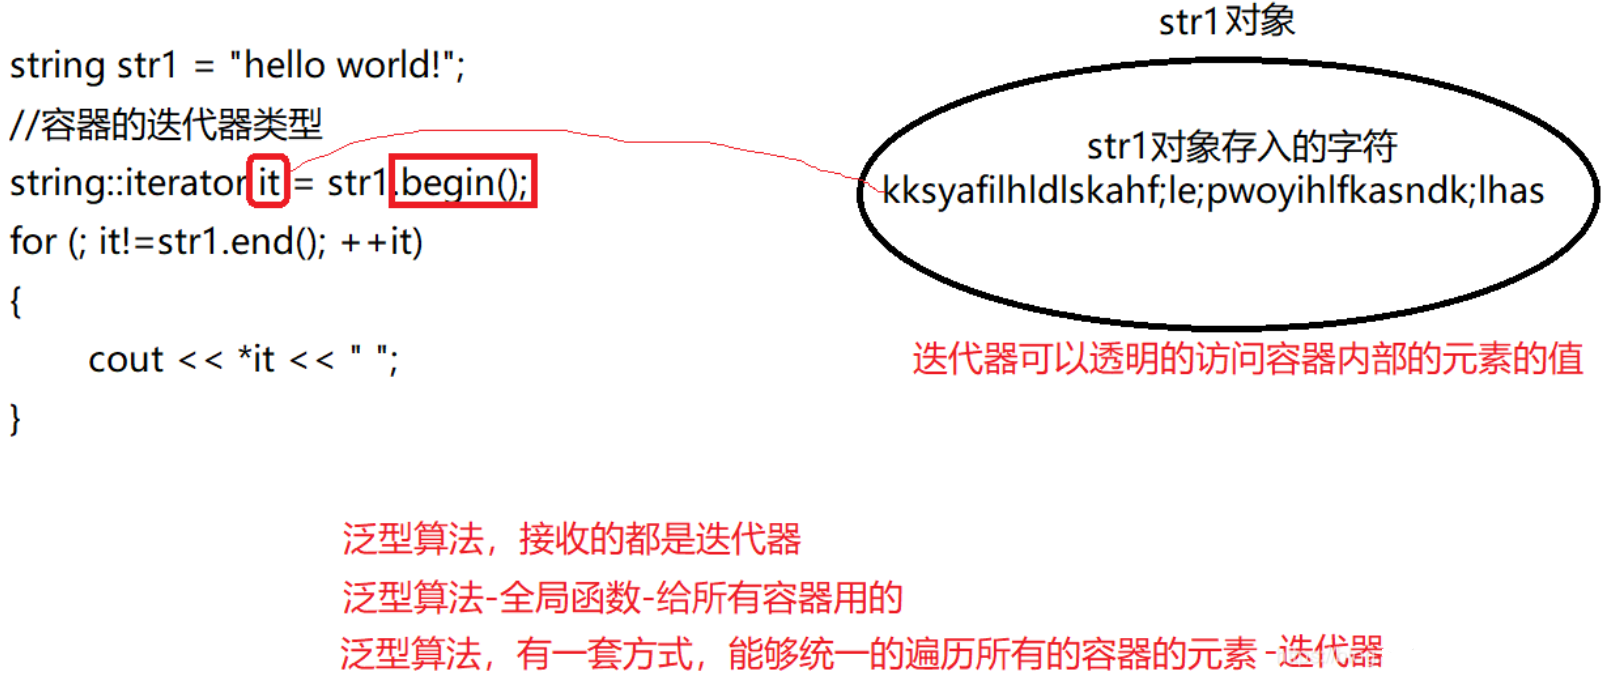 string str1 = "hello world!";
//容器的迭代器类型
string::iterator it = str1.begin();
for (; it!=str1.end(); ++it)
{
cout << *it << " ";
}
str1对象
str1对象存入的字符
kksyafilhldlskahf;le;pwoyihlfkasndk;lhas
迭代器可以透明的访问容器内部的元素的值
泛型算法，接收的都是迭代器
泛型算法-全局函数-给所有容器用的
泛型算法，有一套方式，能够统一的遍历所有的容器的元素-迭代器